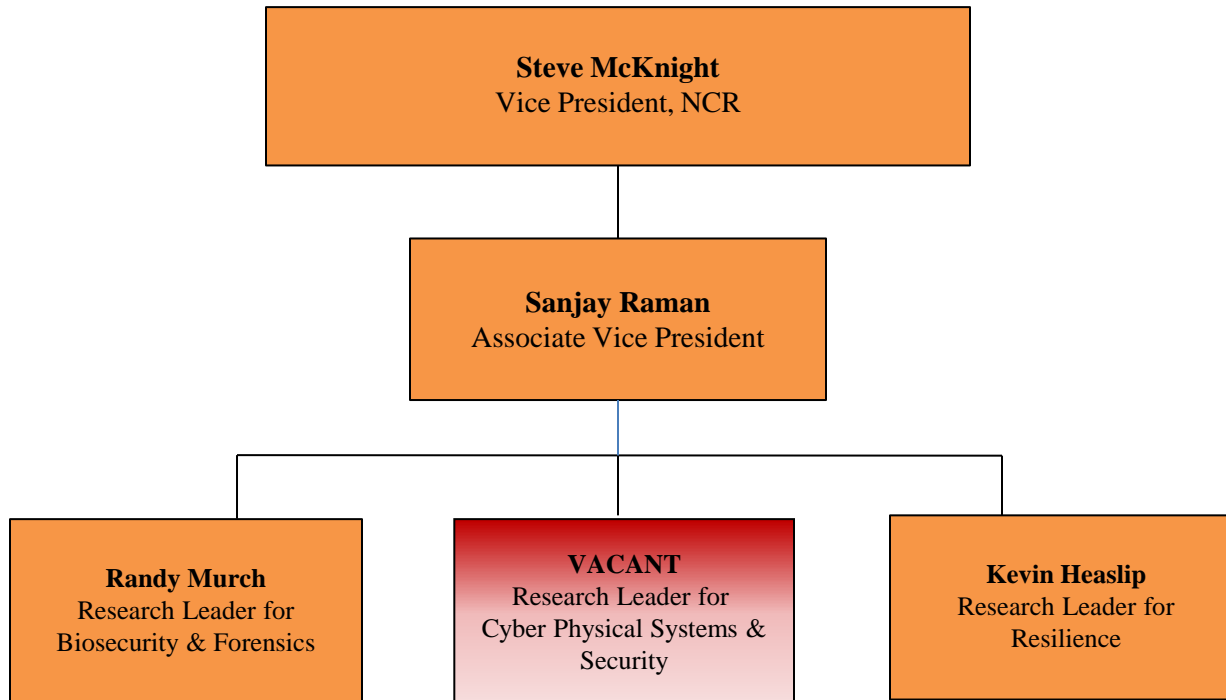 Steve McKnight
Vice President, NCR
Sanjay Raman
Associate Vice President
Randy Murch
Research Leader for
Biosecurity & Forensics
VACANT
Research Leader for
Cyber Physical Systems &
Security
Kevin Heaslip
Research Leader for
Resilience